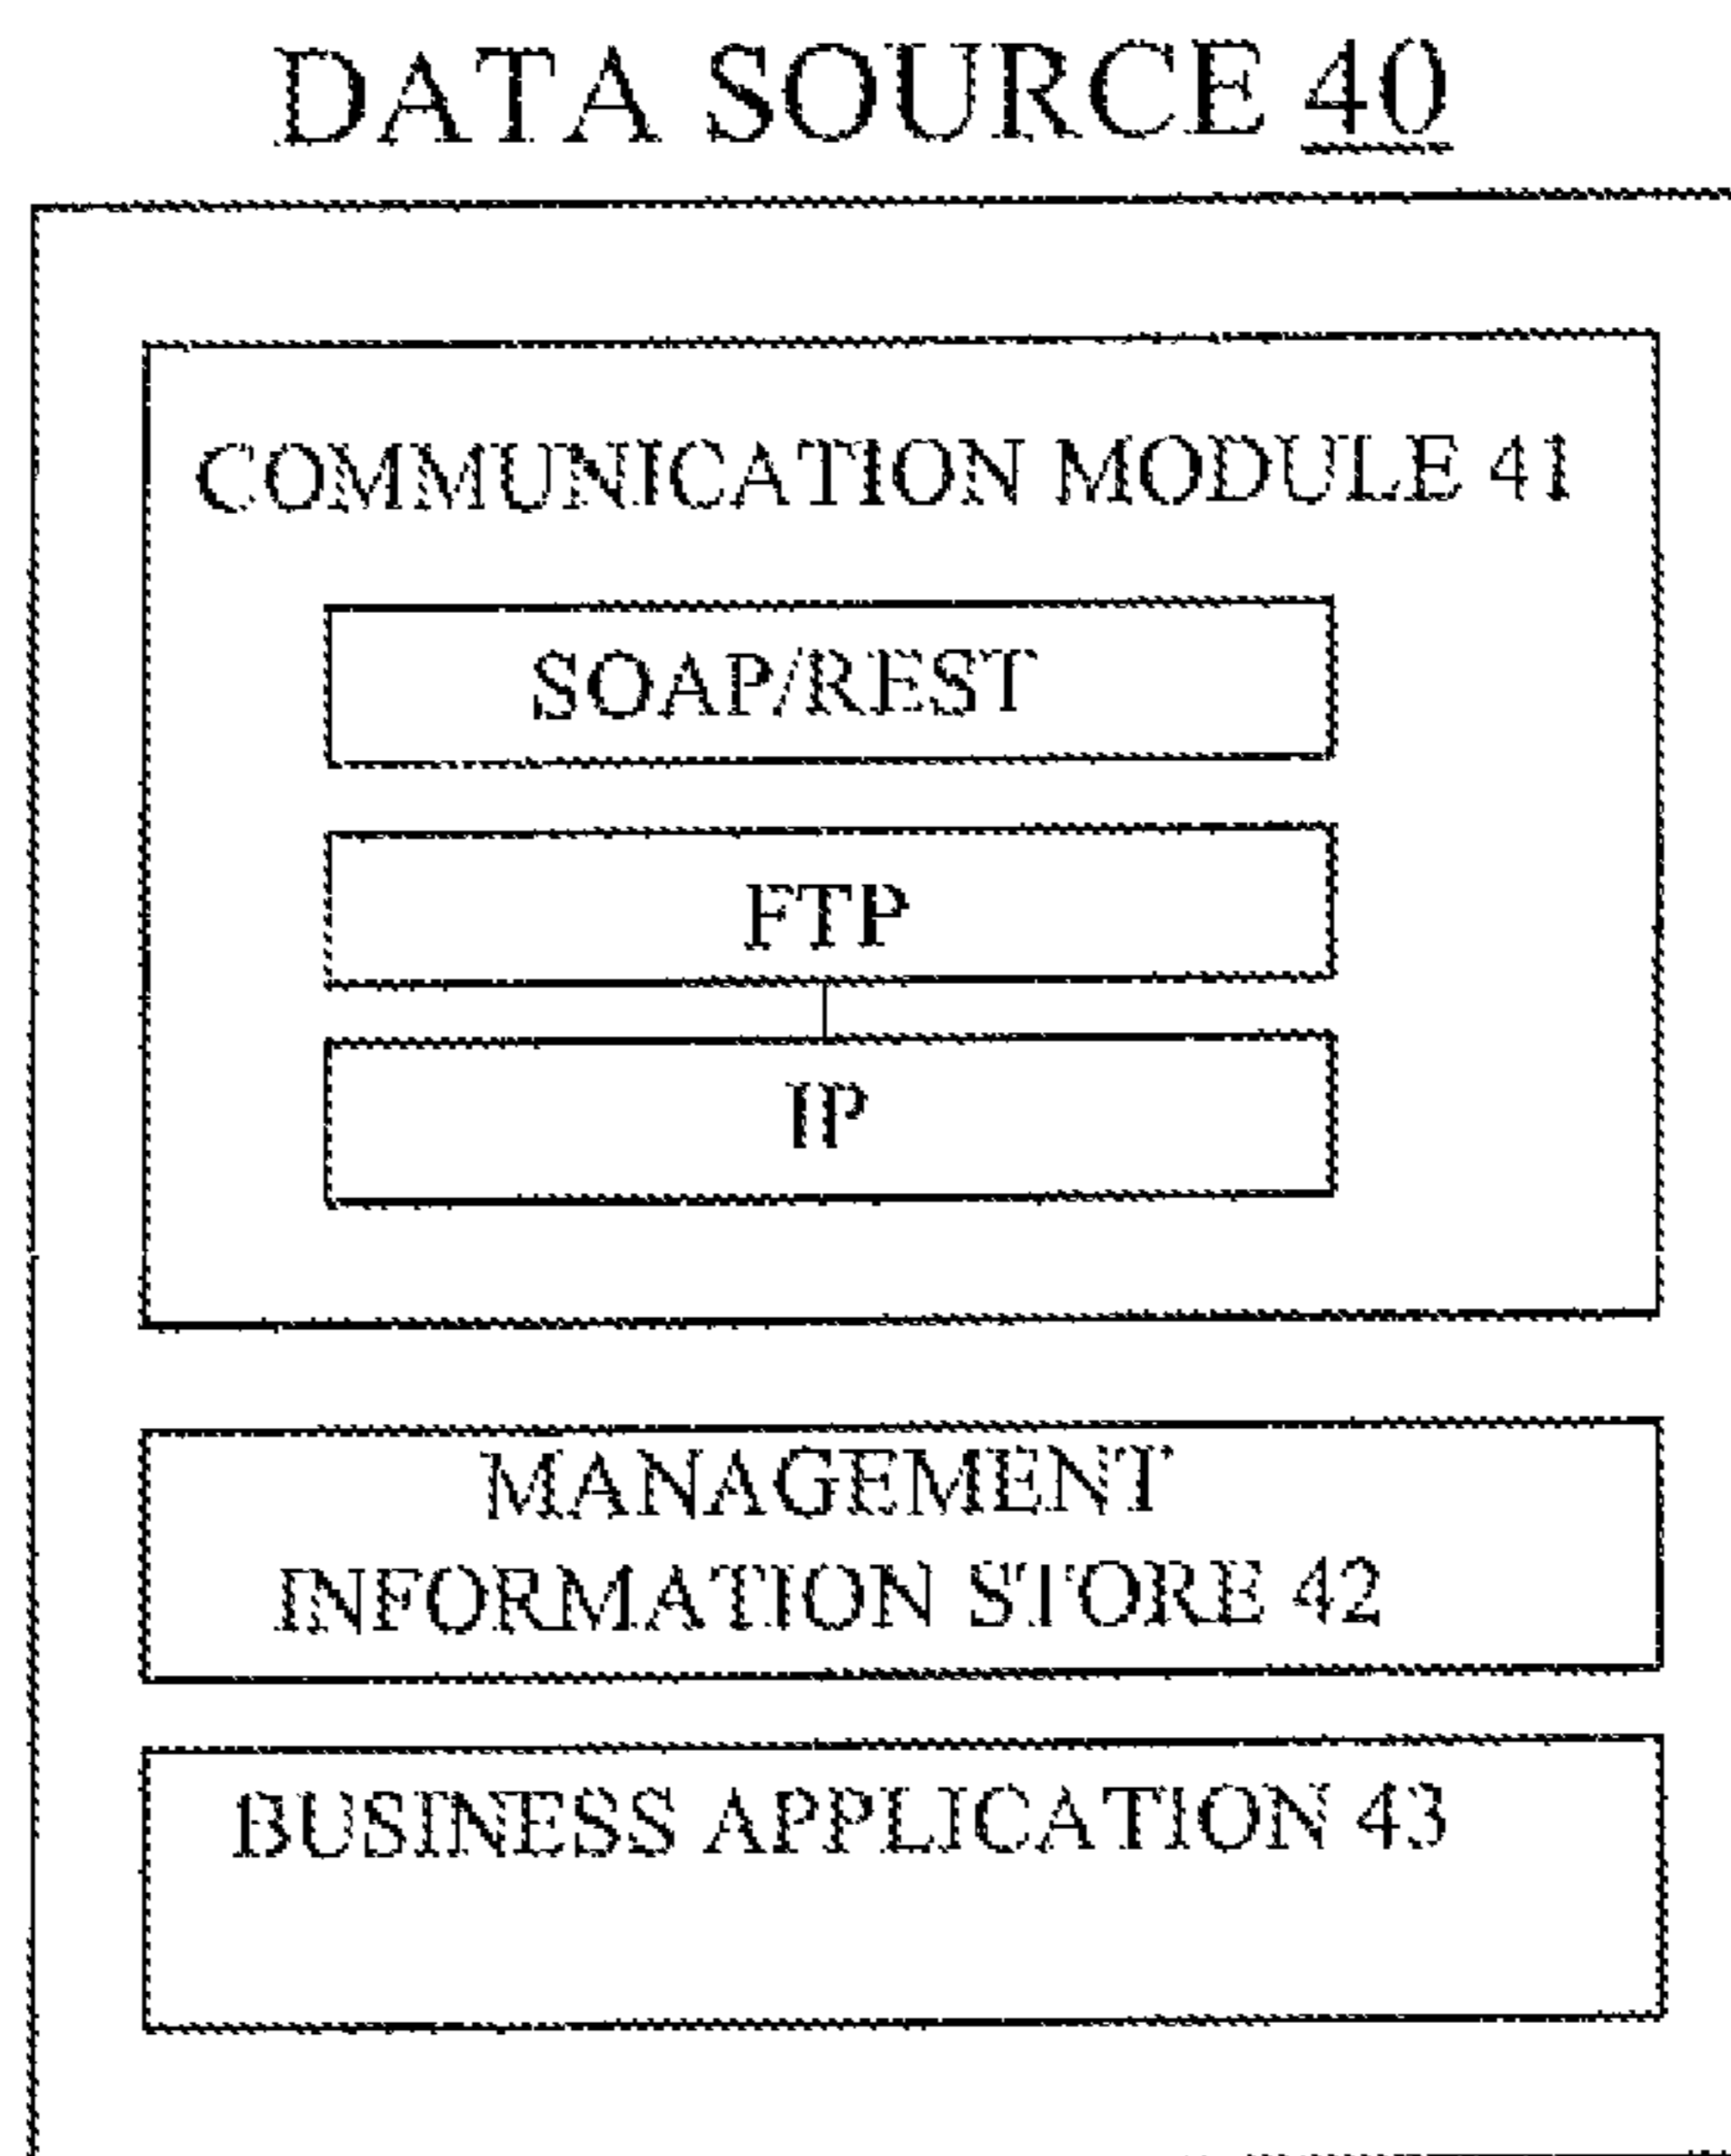 DATA SOURCE 40
COMMUNICATION MODULE 41
SOAP/REST
FTP
IP
MANAGEMENT
INFORMATION STORE 42
BUSINESS APPLICATION 43